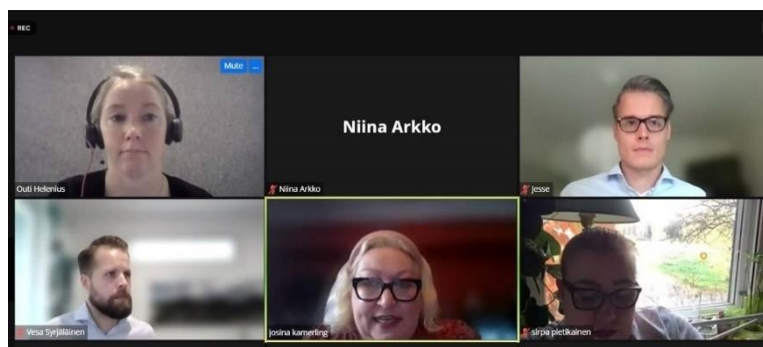 REC
Mute ...
Outi Helenius
Niina Arkko
Niina Arkko
Jesse
Vesa Syrjäläinen
josina kamerling
sirpa pietikainen